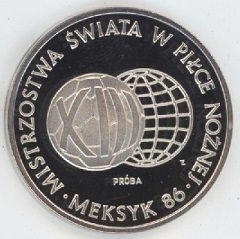 MISTRZOSTWA ŚWIATA W PIŁCE NOŻNEJ
XIII
PRÓBA
• MEKSYK 86 •